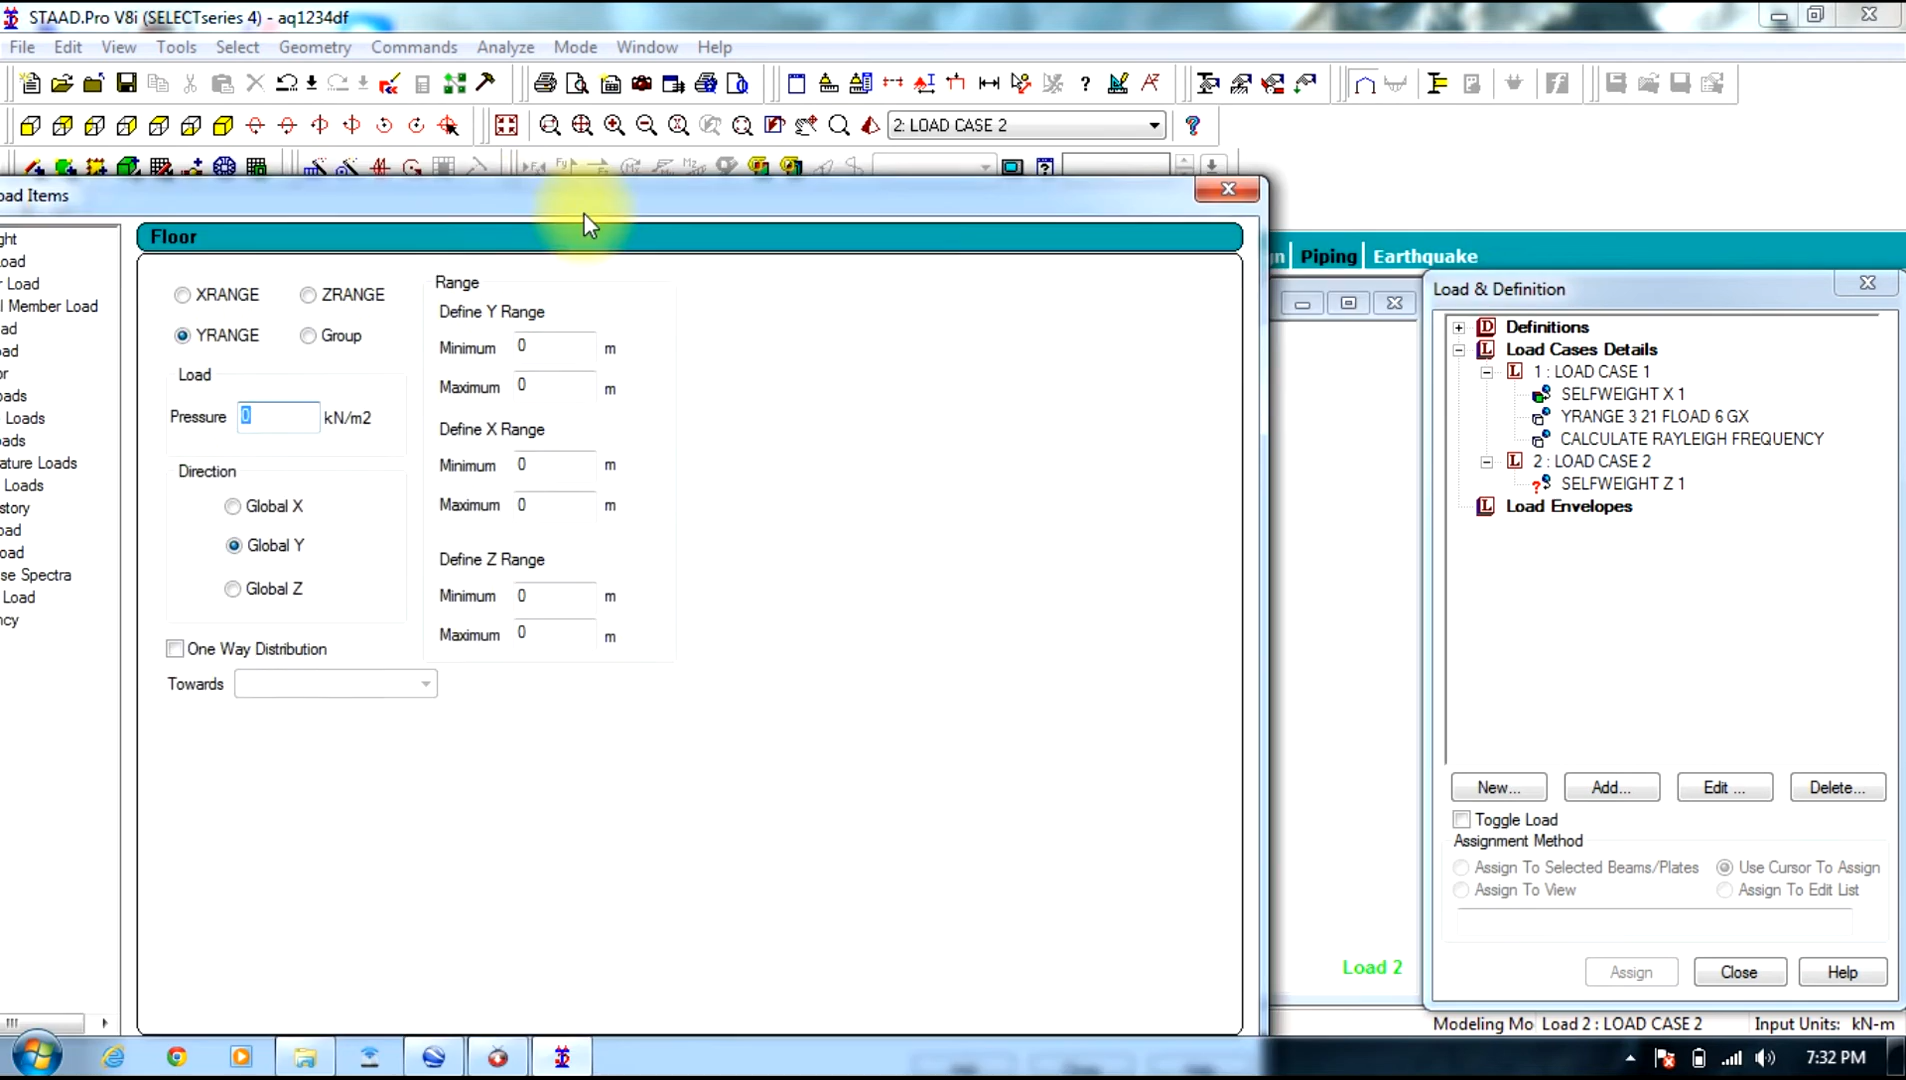 STAAD.Pro V8i (SELECTseries 4) - aq1234df
File Edit View Tools Select Geometry Commands Analyze Mode Window Help
2: LOAD CASE 2
oad Items
ght
oad
r Load
l Member Load
ad
oad
or
oads
Loads
ads
ature Loads
Loads
story
oad
oad
se Spectra
Load
ncy
Floor
XRANGE ZRANGE
YRANGE Group
Load
Pressure 0 kN/m2
Direction
Global X
Global Y
Global Z
One Way Distribution
Towards
Range
Define Y Range
Minimum 0 m
Maximum 0 m
Define X Range
Minimum 0 m
Maximum 0 m
Define Z Range
Minimum 0 m
Maximum 0 m
gn Piping Earthquake
Load & Definition
Definitions
Load Cases Details
1 : LOAD CASE 1
SELFWEIGHT X 1
YRANGE 3 21 FLOAD 6 GX
CALCULATE RAYLEIGH FREQUENCY
2 : LOAD CASE 2
SELFWEIGHT Z 1
Load Envelopes
New... Add... Edit ... Delete...
Toggle Load
Assignment Method
Assign To Selected Beams/Plates Use Cursor To Assign
Assign To View Assign To Edit List
Assign Close Help
Load 2
Modeling Mo Load 2 : LOAD CASE 2 Input Units: kN-m
7:32 PM